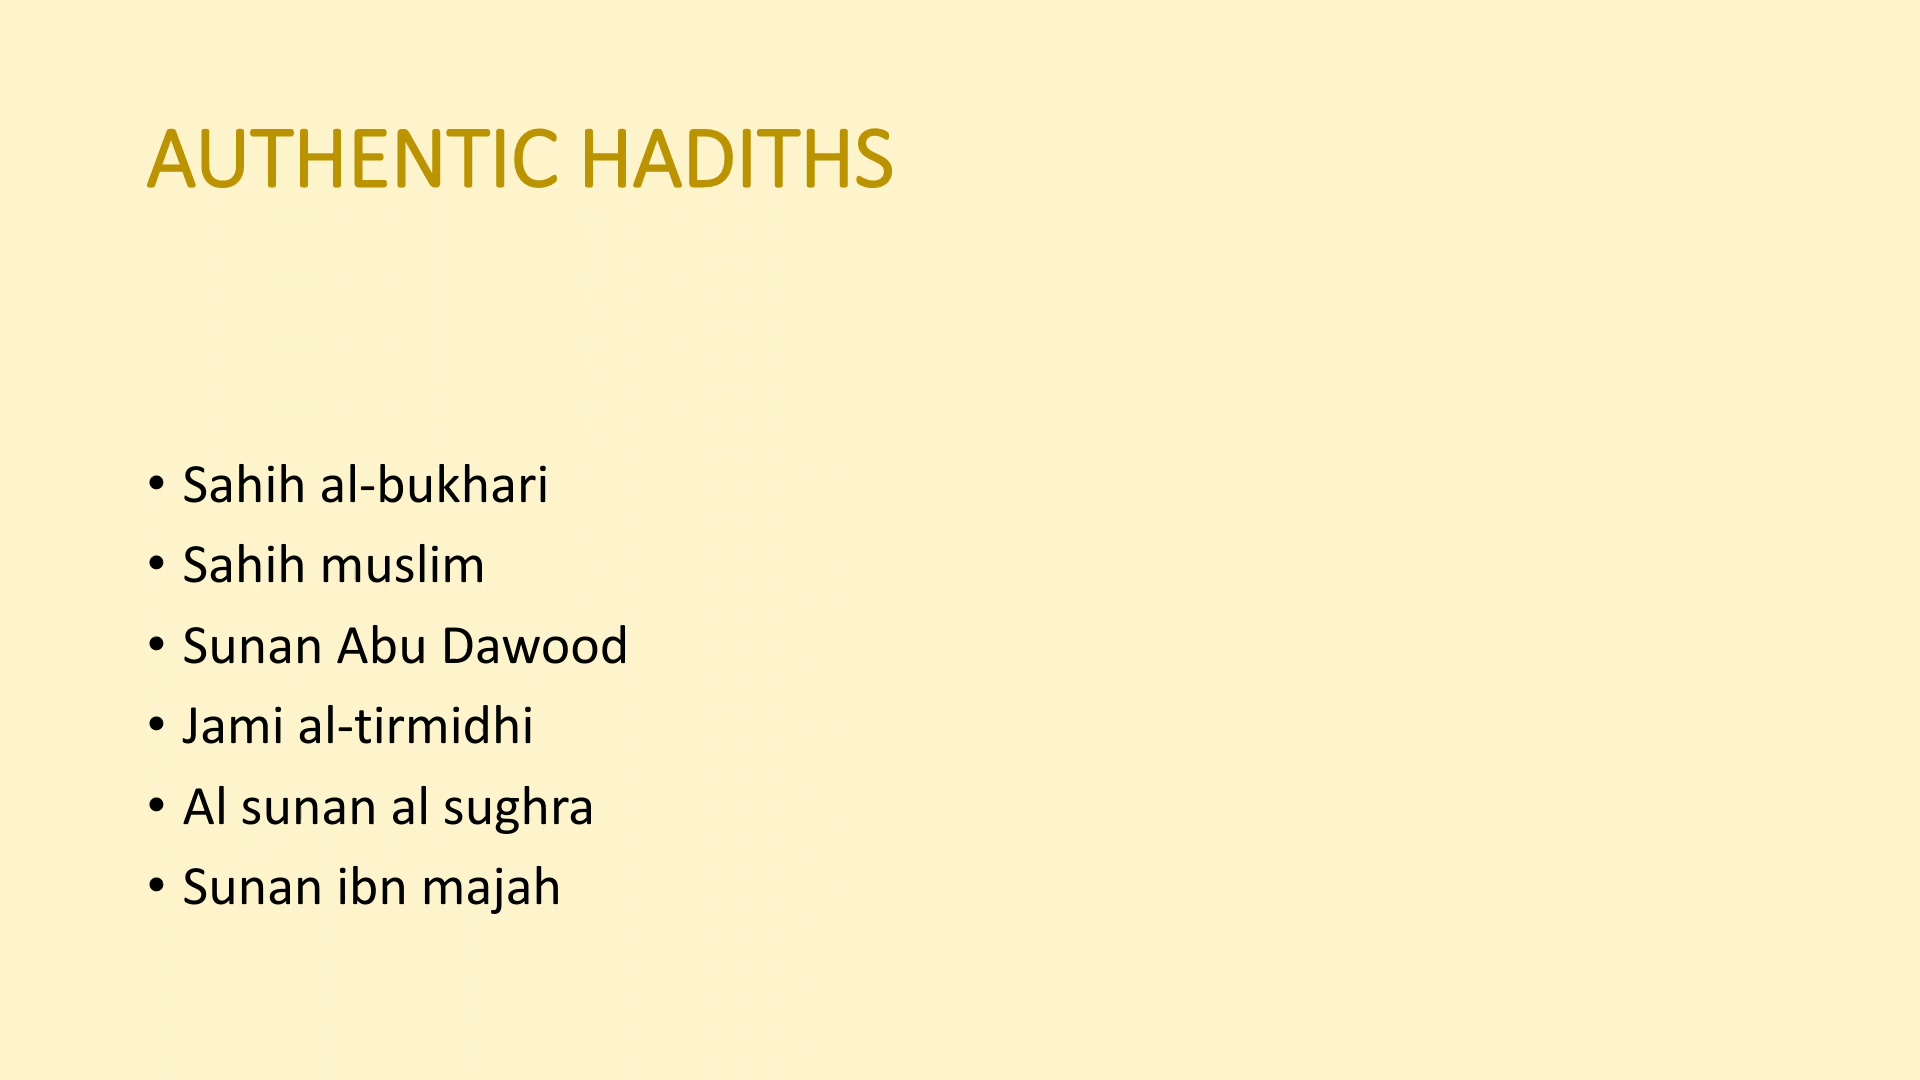 AUTHENTIC HADITHS
• Sahih al-bukhari
• Sahih muslim
• Sunan Abu Dawood
• Jami al-tirmidhi
• Al sunan al sughra
• Sunan ibn majah